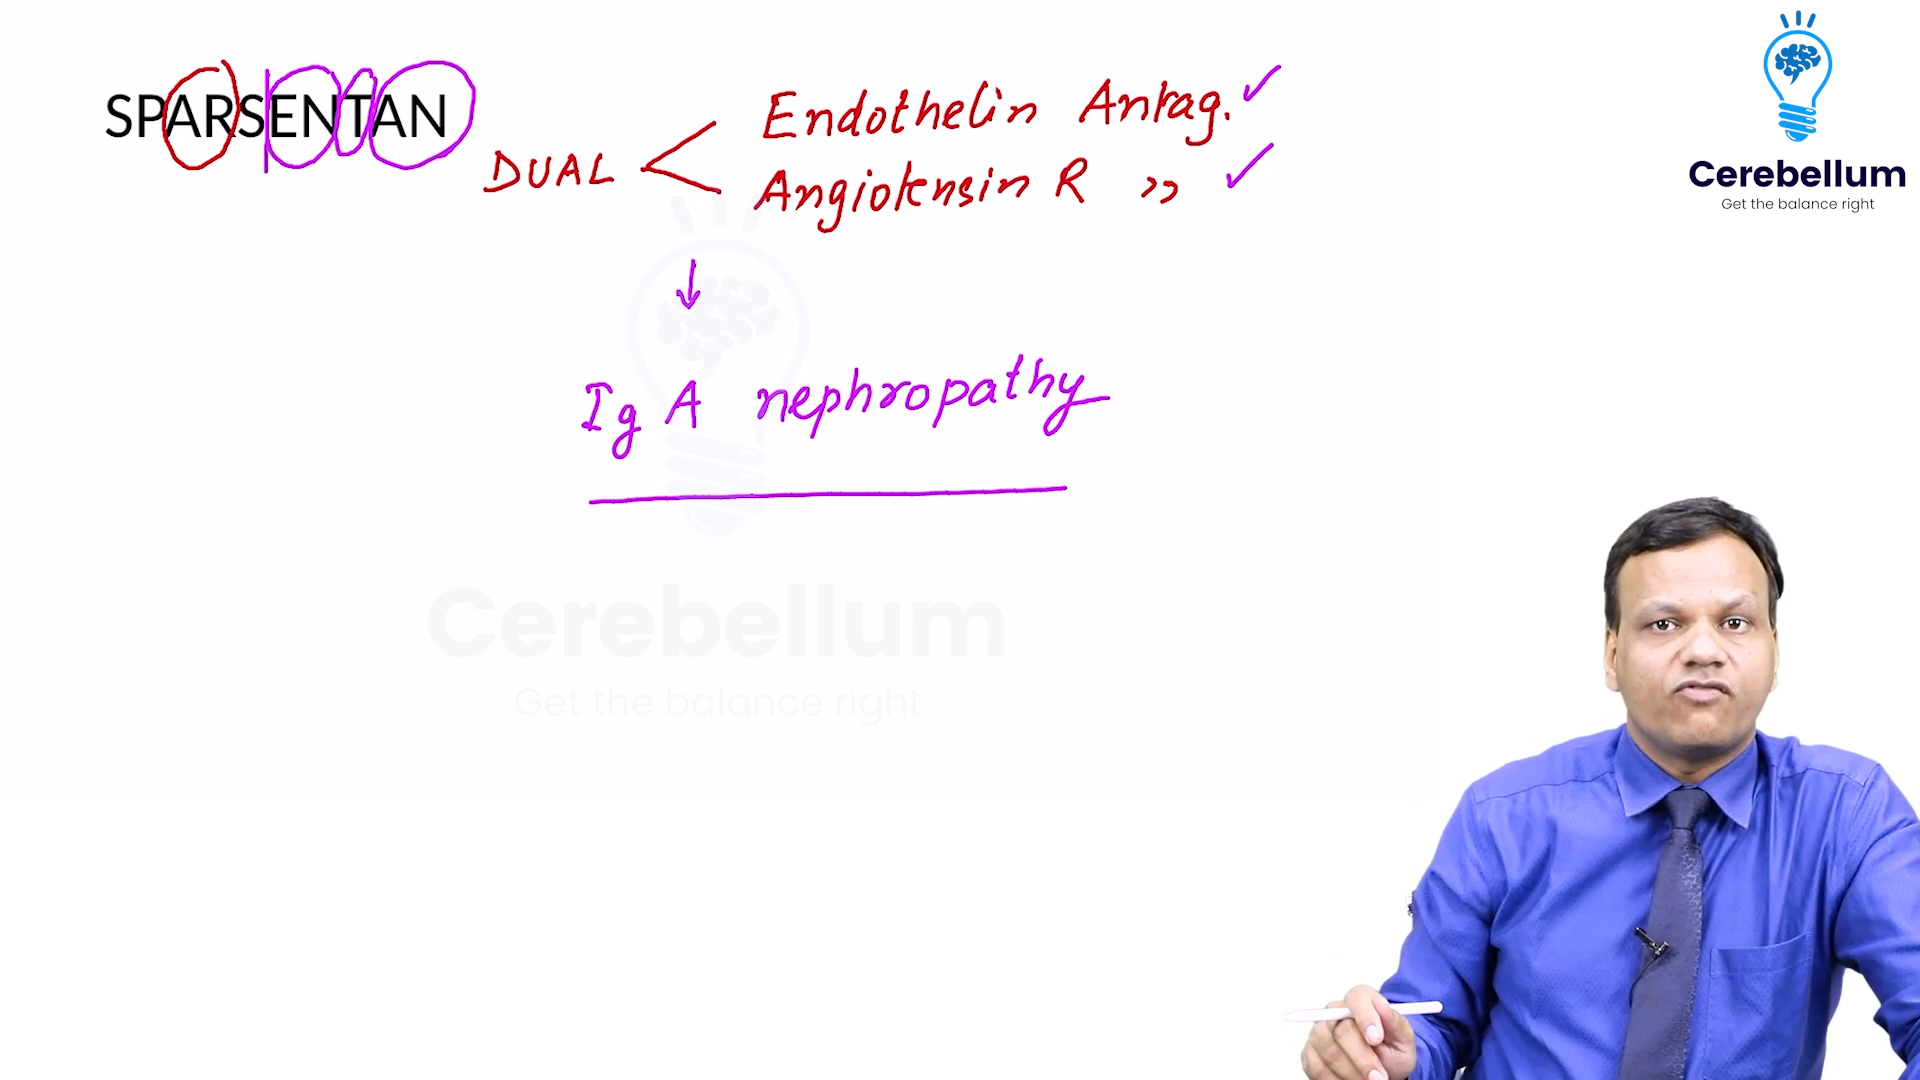 SPARSENTAN
DUAL < Endothelin Antag. ✓
Angiotensin R >> ✓
↓
Ig A nephropathy
Cerebellum
Get the balance right
Cerebellum
Get the balance right